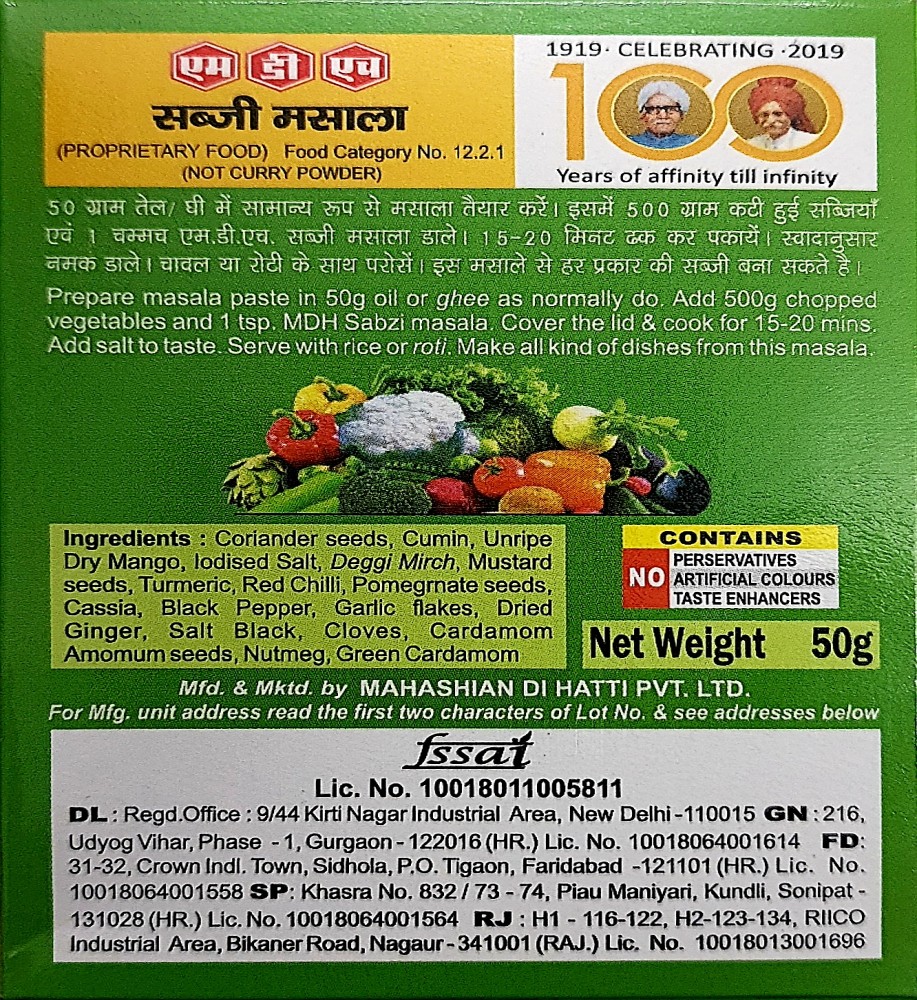 एम डी एच
सब्जी मसाला
(PROPRIETARY FOOD) Food Category No. 12.2.1
(NOT CURRY POWDER)
1919· CELEBRATING ·2019
100
Years of affinity till infinity
50 ग्राम तेल/ घी में सामान्य रूप से मसाला तैयार करें। इसमें 500 ग्राम कटी हुई सब्जियाँ
एवं 1 चम्मच एम.डी.एच. सब्जी मसाला डाले। 15-20 मिनट ढक कर पकायें। स्वादानुसार
नमक डाले। चावल या रोटी के साथ परोसें। इस मसाले से हर प्रकार की सब्जी बना सकते है।
Prepare masala paste in 50g oil or ghee as normally do. Add 500g chopped
vegetables and 1 tsp. MDH Sabzi masala. Cover the lid & cook for 15-20 mins.
Add salt to taste. Serve with rice or roti. Make all kind of dishes from this masala.
Ingredients : Coriander seeds, Cumin, Unripe
Dry Mango, Iodised Salt, Deggi Mirch, Mustard
seeds, Turmeric, Red Chilli, Pomegrnate seeds,
Cassia, Black Pepper, Garlic flakes, Dried
Ginger, Salt Black, Cloves, Cardamom
Amomum seeds, Nutmeg, Green Cardamom
CONTAINS
NO
PERSERVATIVES
ARTIFICIAL COLOURS
TASTE ENHANCERS
Net Weight 50g
Mfd. & Mktd. by MAHASHIAN DI HATTI PVT. LTD.
For Mfg. unit address read the first two characters of Lot No. & see addresses below
fssai
Lic. No. 10018011005811
DL : Regd.Office : 9/44 Kirti Nagar Industrial Area, New Delhi-110015 GN : 216,
Udyog Vihar, Phase - 1, Gurgaon - 122016 (HR.) Lic. No. 10018064001614 FD:
31-32, Crown Indl. Town, Sidhola, P.O. Tigaon, Faridabad -121101 (HR.) Lic. No.
10018064001558 SP: Khasra No. 832 / 73 - 74, Piau Maniyari, Kundli, Sonipat -
131028 (HR.) Lic. No. 10018064001564 RJ : H1 - 116-122, H2-123-134, RIICO
Industrial Area, Bikaner Road, Nagaur - 341001 (RAJ.) Lic. No. 10018013001696